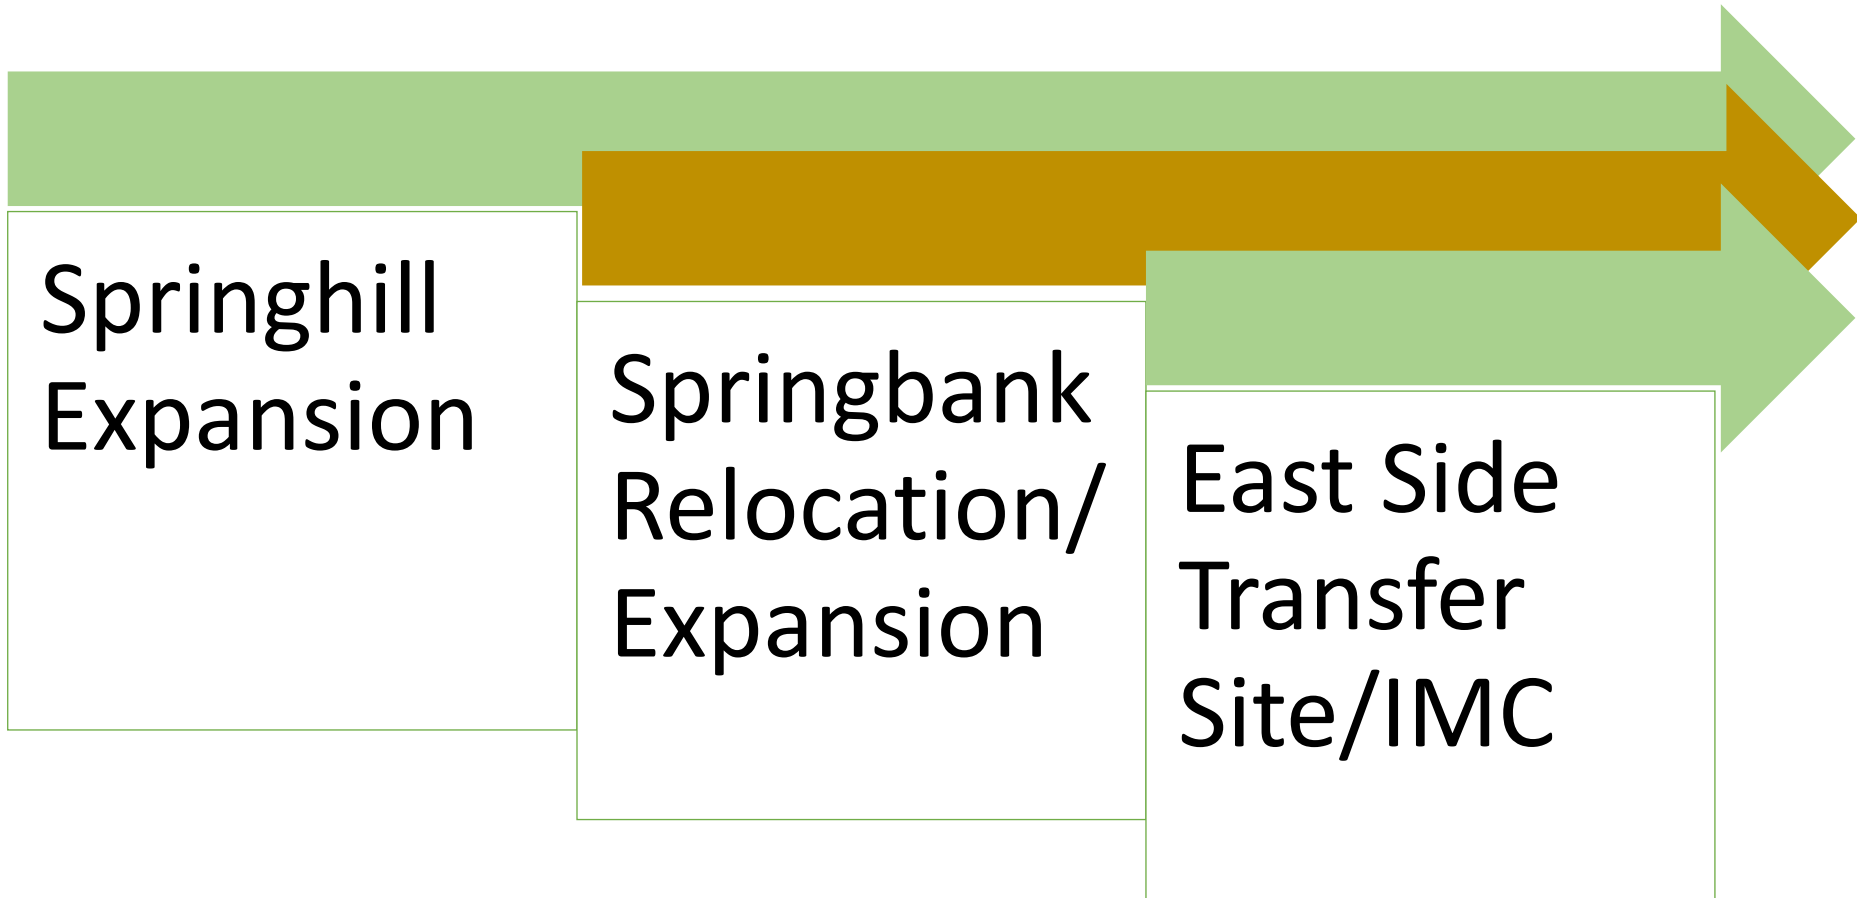 Springhill
Expansion
Springbank
Relocation/
Expansion
East Side
Transfer
Site/IMC